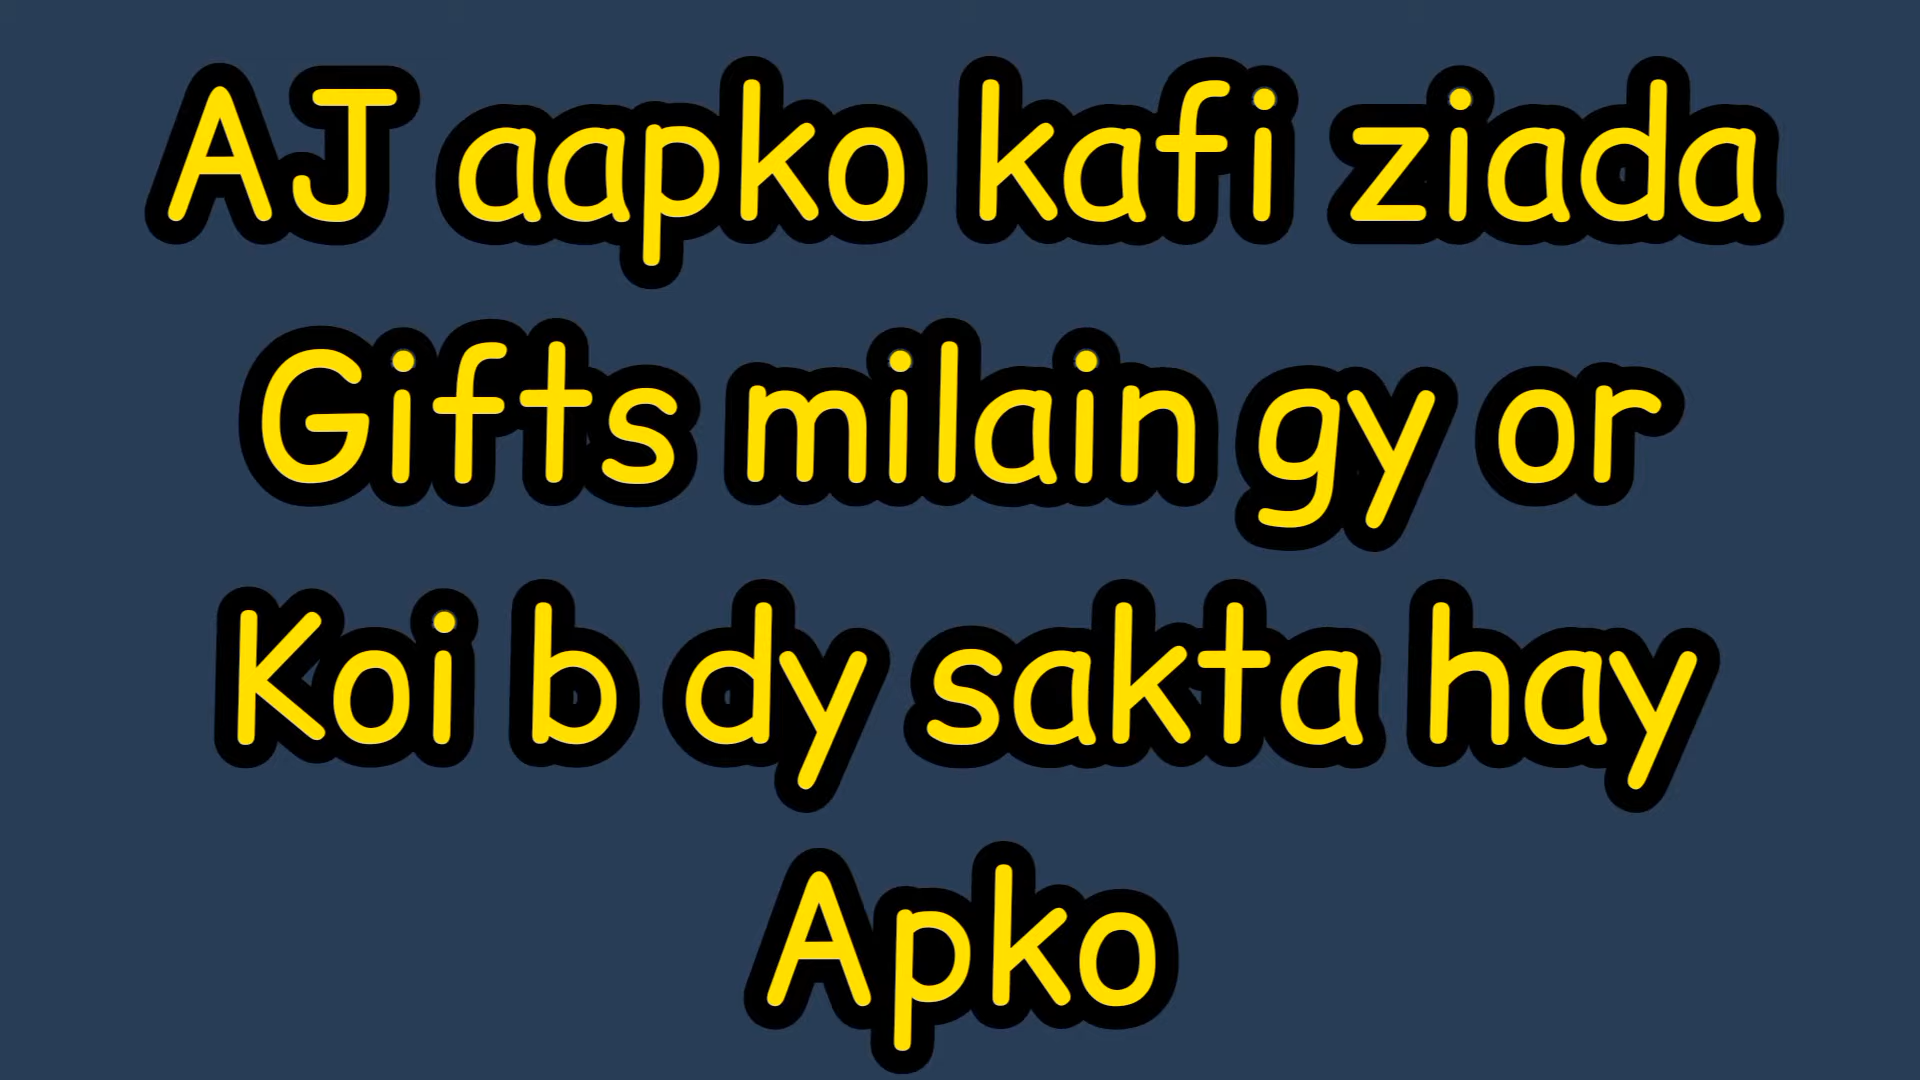 AJ aapko kafi ziada
Gifts milain gy or
Koi b dy sakta hay
Apko